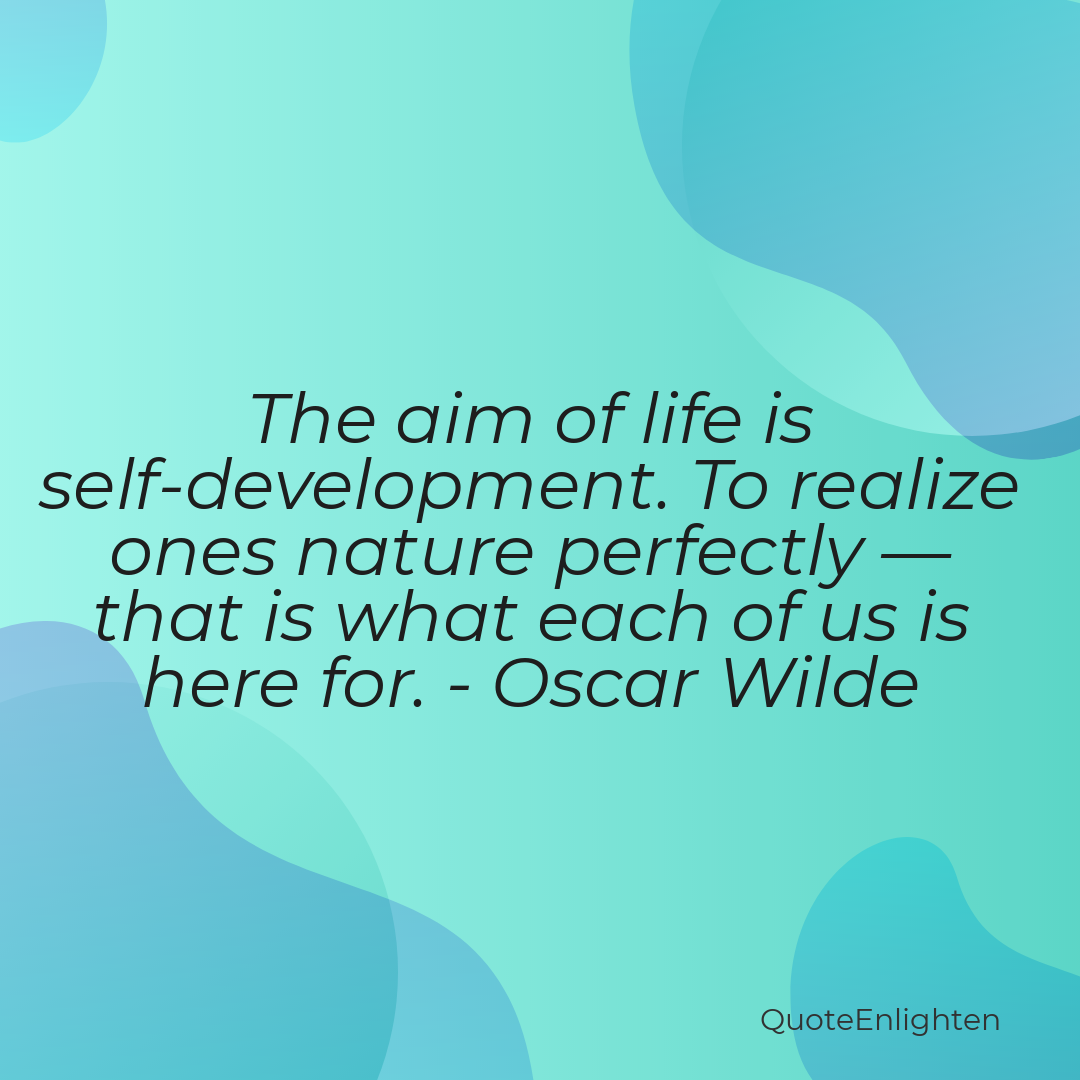 The aim of life is
self-development. To realize
ones nature perfectly —
that is what each of us is
here for. - Oscar Wilde
QuoteEnlighten